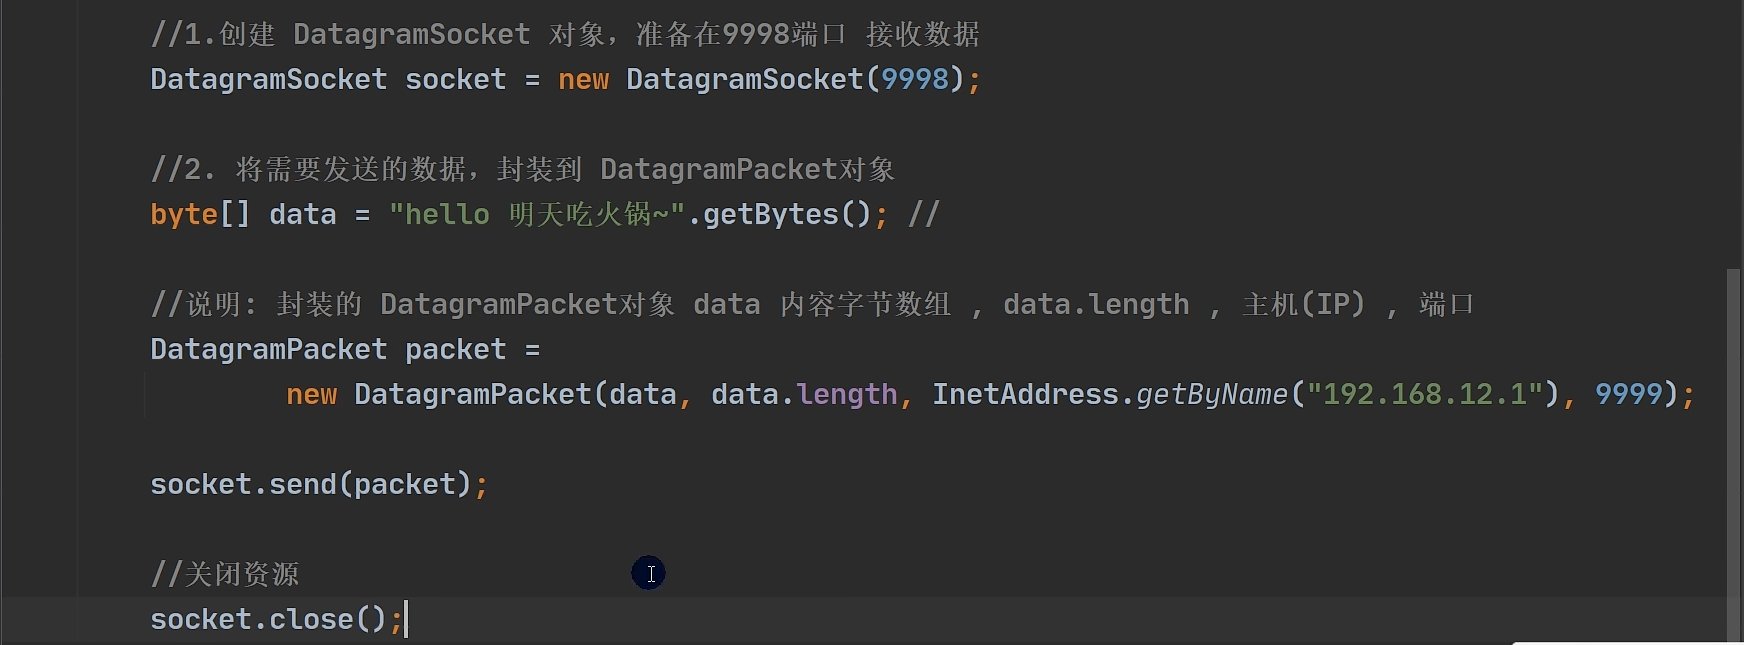 //1.创建 DatagramSocket 对象，准备在9998端口 接收数据
DatagramSocket socket = new DatagramSocket(9998);
//2. 将需要发送的数据，封装到 DatagramPacket对象
byte[] data = "hello 明天吃火锅~".getBytes(); //
//说明: 封装的 DatagramPacket对象 data 内容字节数组 , data.length , 主机(IP) , 端口
DatagramPacket packet =
new DatagramPacket(data, data.length, InetAddress.getByName("192.168.12.1"), 9999);
socket.send(packet);
//关闭资源
socket.close();